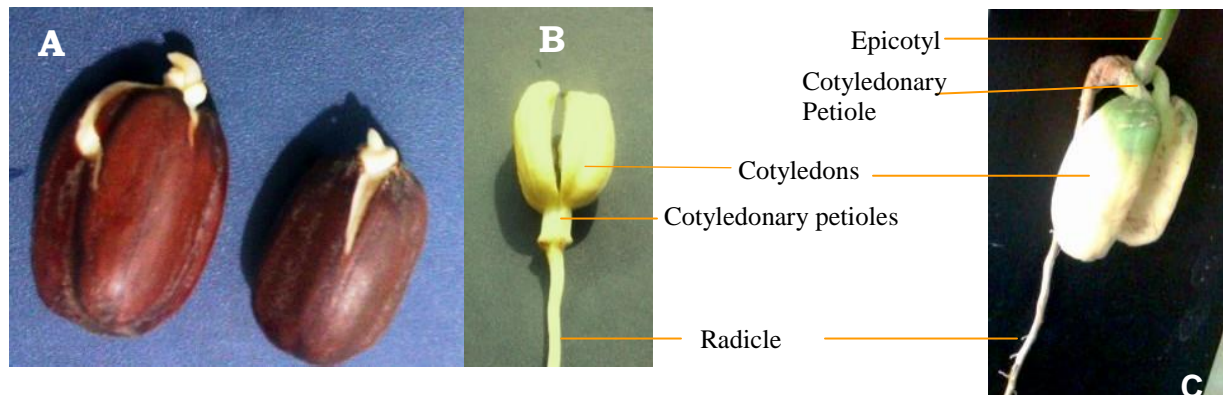 A
B
Epicotyl
Cotyledonary
Petiole
Cotyledons
Cotyledonary petioles
Radicle
C